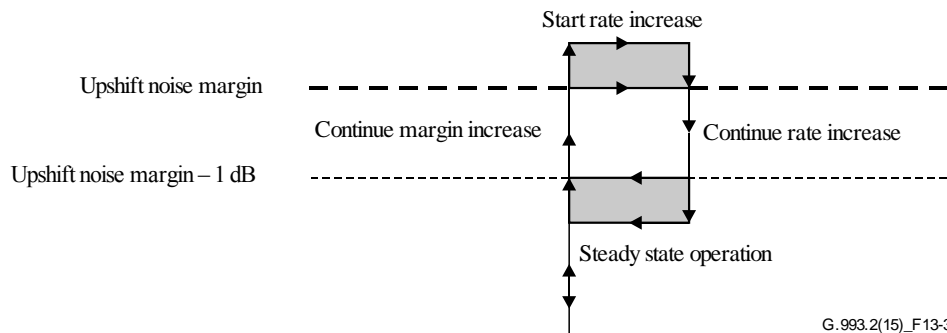 Start rate increase
Upshift noise margin
Continue margin increase
Continue rate increase
Upshift noise margin – 1 dB
Steady state operation
G.993.2(15)_F13-3